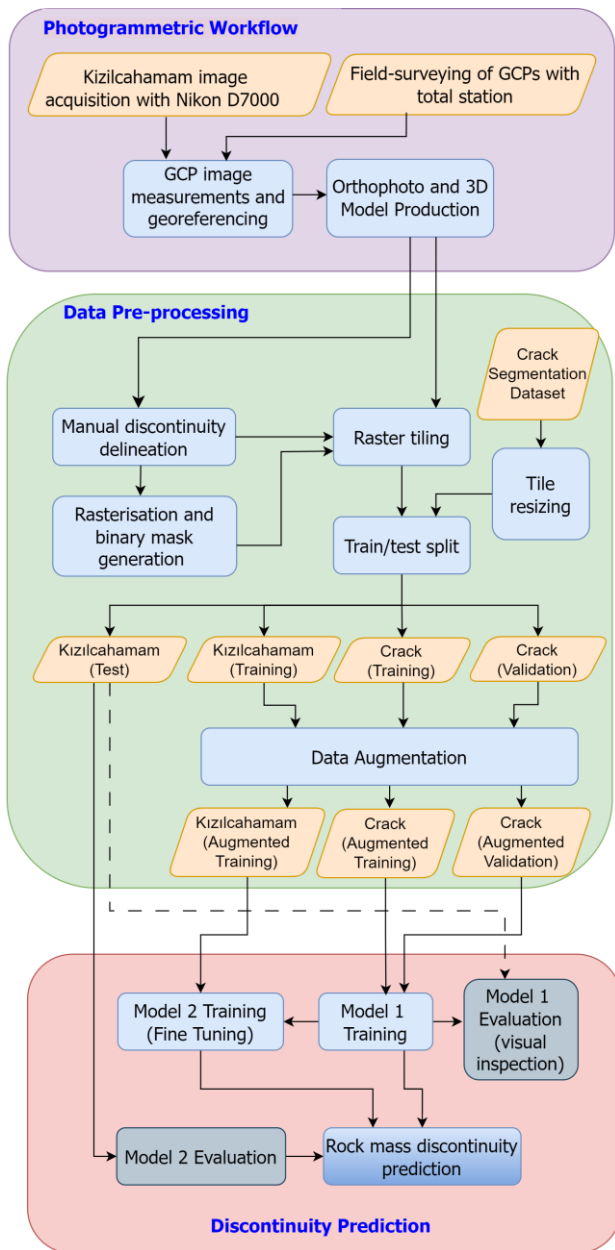 Photogrammetric Workflow
Kizilcahamam image
acquisition with Nikon D7000
Field-surveying of GCPs with
total station
GCP image
measurements and
georeferencing
Orthophoto and 3D
Model Production
Data Pre-processing
Crack
Segmentation
Dataset
Manual discontinuity
delineation
Raster tiling
Tile
resizing
Rasterisation and
binary mask
generation
Train/test split
Kızılcahamam
(Test)
Kızılcahamam
(Training)
Crack
(Training)
Crack
(Validation)
Data Augmentation
Kızılcahamam
(Augmented
Training)
Crack
(Augmented
Training)
Crack
(Augmented
Validation)
Model 2 Training
(Fine Tuning)
Model 1
Training
Model 1
Evaluation
(visual
inspection)
Model 2 Evaluation
Rock mass discontinuity
prediction
Discontinuity Prediction